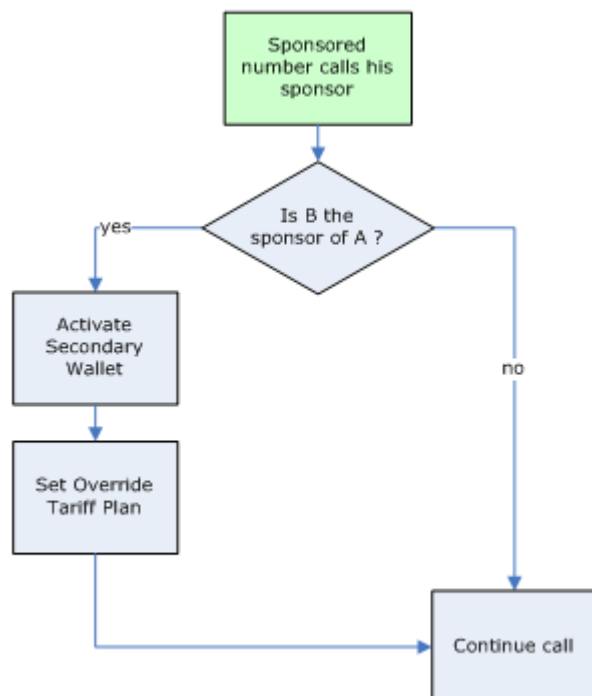 Sponsored
number calls his
sponsor
Is B the
sponsor of A ?
yes
Activate
Secondary
Wallet
no
Set Override
Tariff Plan
Continue call